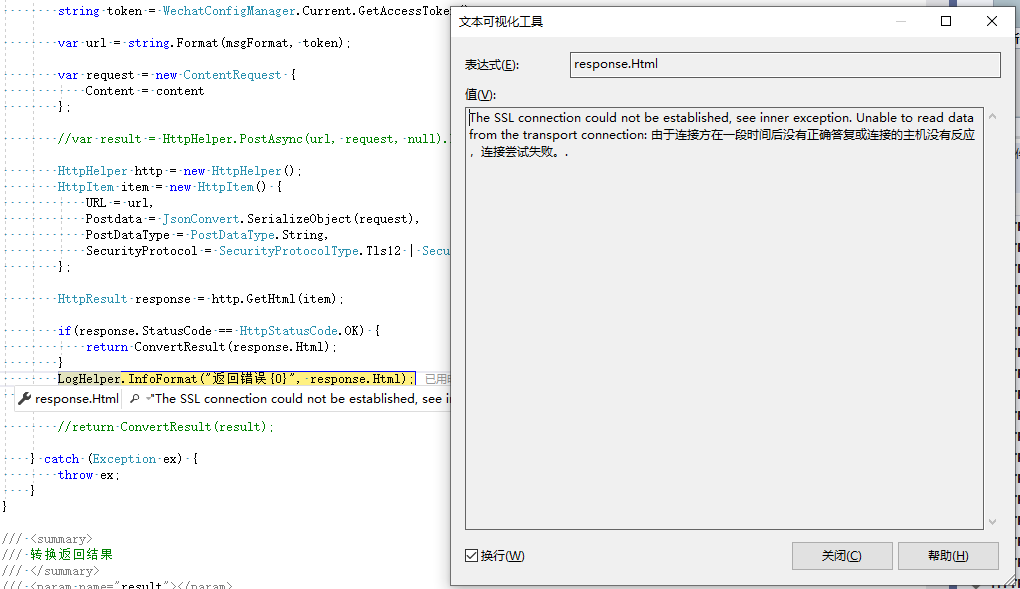 string token = WechatConfigManager.Current.GetAccessToken
var url = string.Format(msgFormat, token);
var request = new ContentRequest {
Content = content
};
//var result = HttpHelper.PostAsync(url, request, null).
HttpHelper http = new HttpHelper();
HttpItem item = new HttpItem() {
URL = url,
Postdata = JsonConvert.SerializeObject(request),
PostDataType = PostDataType.String,
SecurityProtocol = SecurityProtocolType.Tls12 | Secu
};
HttpResult response = http.GetHtml(item);
if(response.StatusCode == HttpStatusCode.OK) {
return ConvertResult(response.Html);
}
LogHelper.InfoFormat("返回错误{0}", response.Html); 已用
response.Html "The SSL connection could not be established, see i
//return ConvertResult(result);
} catch (Exception ex) {
throw ex;
}
}
/// <summary>
/// 转换返回结果
/// </summary>
/// <param name="result"></param>
文本可视化工具
表达式(E):
response.Html
值(V):
The SSL connection could not be established, see inner exception. Unable to read data
from the transport connection: 由于连接方在一段时间后没有正确答复或连接的主机没有反应
，连接尝试失败。.
换行(W)
关闭(C)
帮助(H)